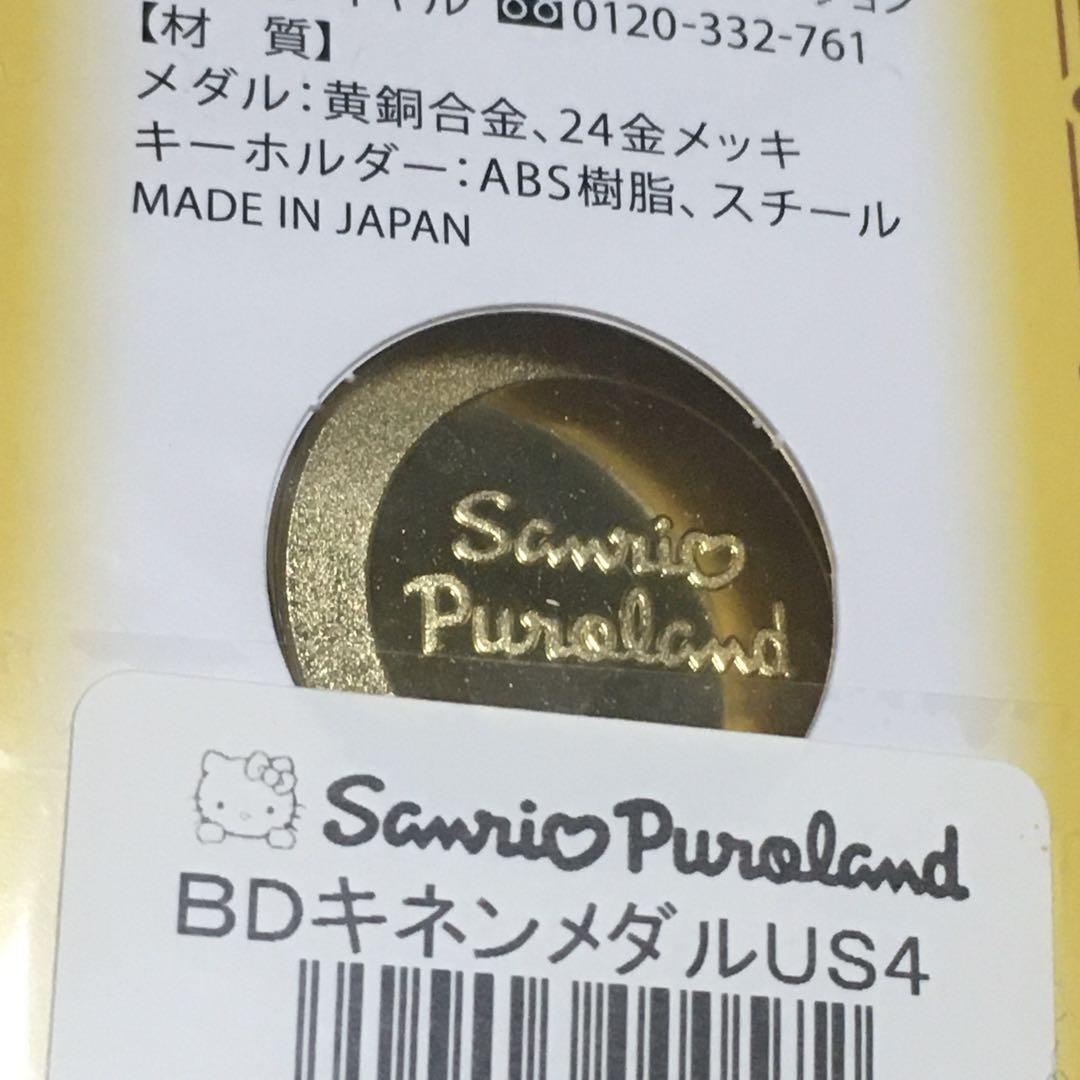 0120-332-761
【材 質】
メダル：黄銅合金、24金メッキ
キーホルダー：ABS樹脂、スチール
MADE IN JAPAN
Sanrio
Puroland
Sanrio Puroland
BDキネンメダルUS4